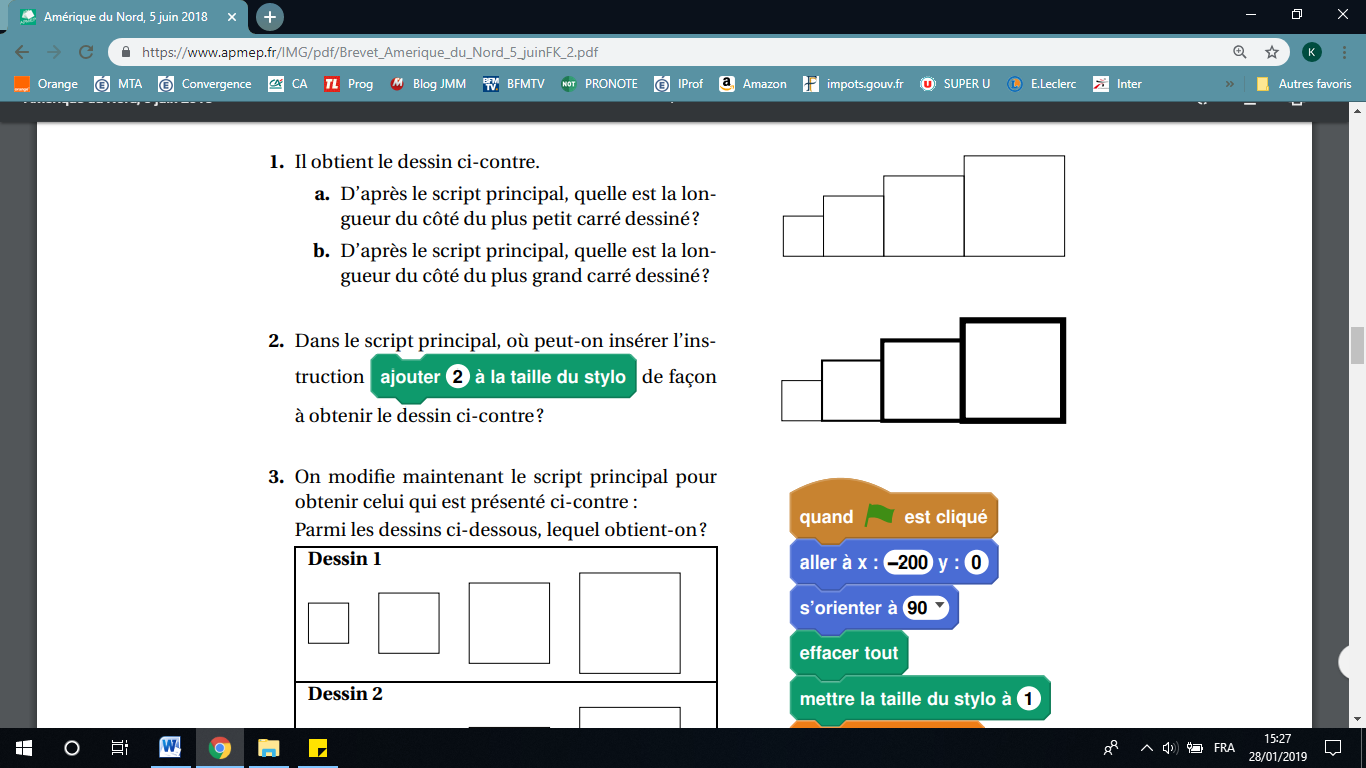 Amérique du Nord, 5 juin 2018
https://www.apmep.fr/IMG/pdf/Brevet_Amerique_du_Nord_5_juinFK_2.pdf
K
Orange MTA Convergence CA Prog Blog JMM BFMTV PRONOTE IProf Amazon impots.gouv.fr SUPER U E.Leclerc Inter » Autres favoris
1. Il obtient le dessin ci-contre.
a. D’après le script principal, quelle est la lon-
gueur du côté du plus petit carré dessiné ?
b. D’après le script principal, quelle est la lon-
gueur du côté du plus grand carré dessiné ?
2. Dans le script principal, où peut-on insérer l’ins-
truction ajouter 2 à la taille du stylo de façon
à obtenir le dessin ci-contre ?
3. On modifie maintenant le script principal pour
obtenir celui qui est présenté ci-contre :
Parmi les dessins ci-dessous, lequel obtient-on ?
Dessin 1
Dessin 2
quand est cliqué
aller à x : –200 y : 0
s’orienter à 90
effacer tout
mettre la taille du stylo à 1
FRA
15:27
28/01/2019